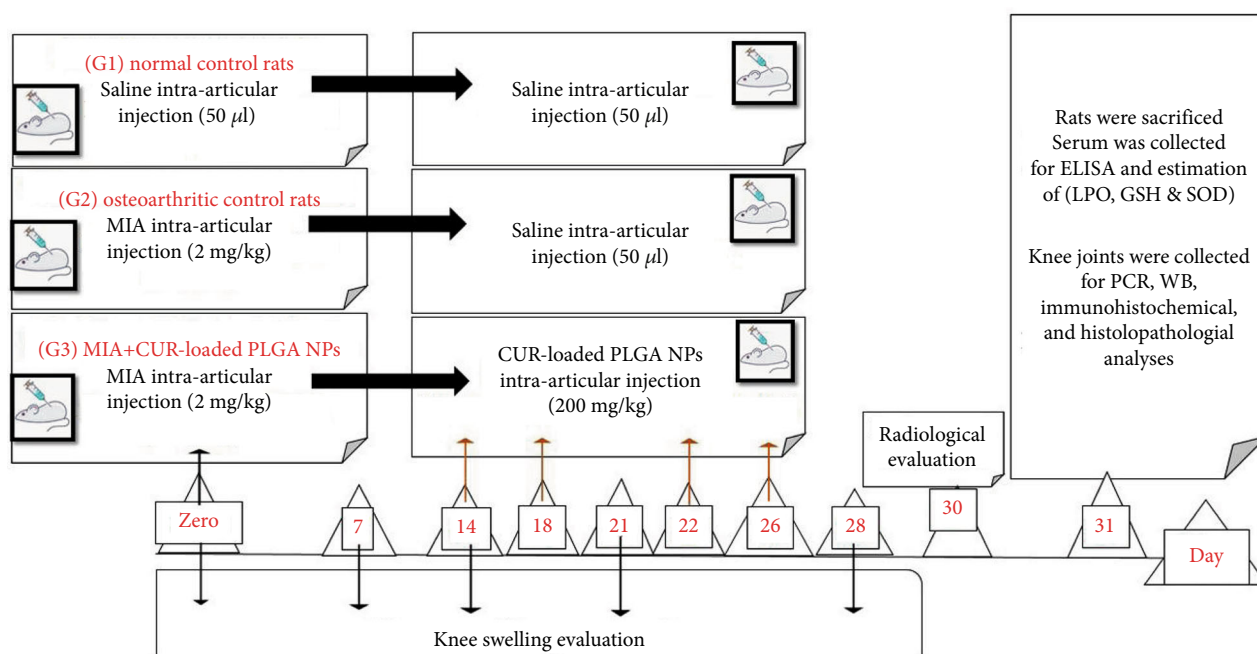 (G1) normal control rats
Saline intra-articular
injection (50 μl)
Saline intra-articular
injection (50 μl)
(G2) osteoarthritic control rats
MIA intra-articular
injection (2 mg/kg)
Saline intra-articular
injection (50 μl)
(G3) MIA+CUR-loaded PLGA NPs
MIA intra-articular
injection (2 mg/kg)
CUR-loaded PLGA NPs
intra-articular injection
(200 mg/kg)
Rats were sacrificed
Serum was collected
for ELISA and estimation
of (LPO, GSH & SOD)
Knee joints were collected
for PCR, WB,
immunohistochemical,
and histolopathologial
analyses
Radiological
evaluation
Zero
7
14
18
21
22
26
28
30
31
Day
Knee swelling evaluation